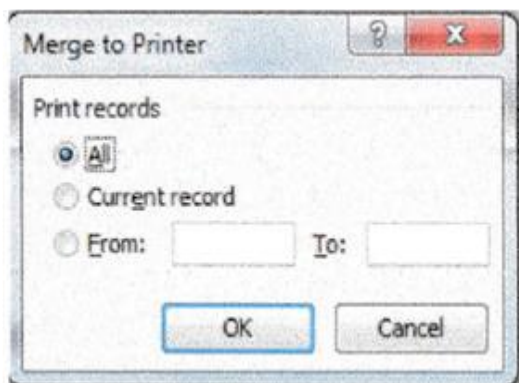 Merge to Printer
Print records
All
Current record
From: To:
OK Cancel